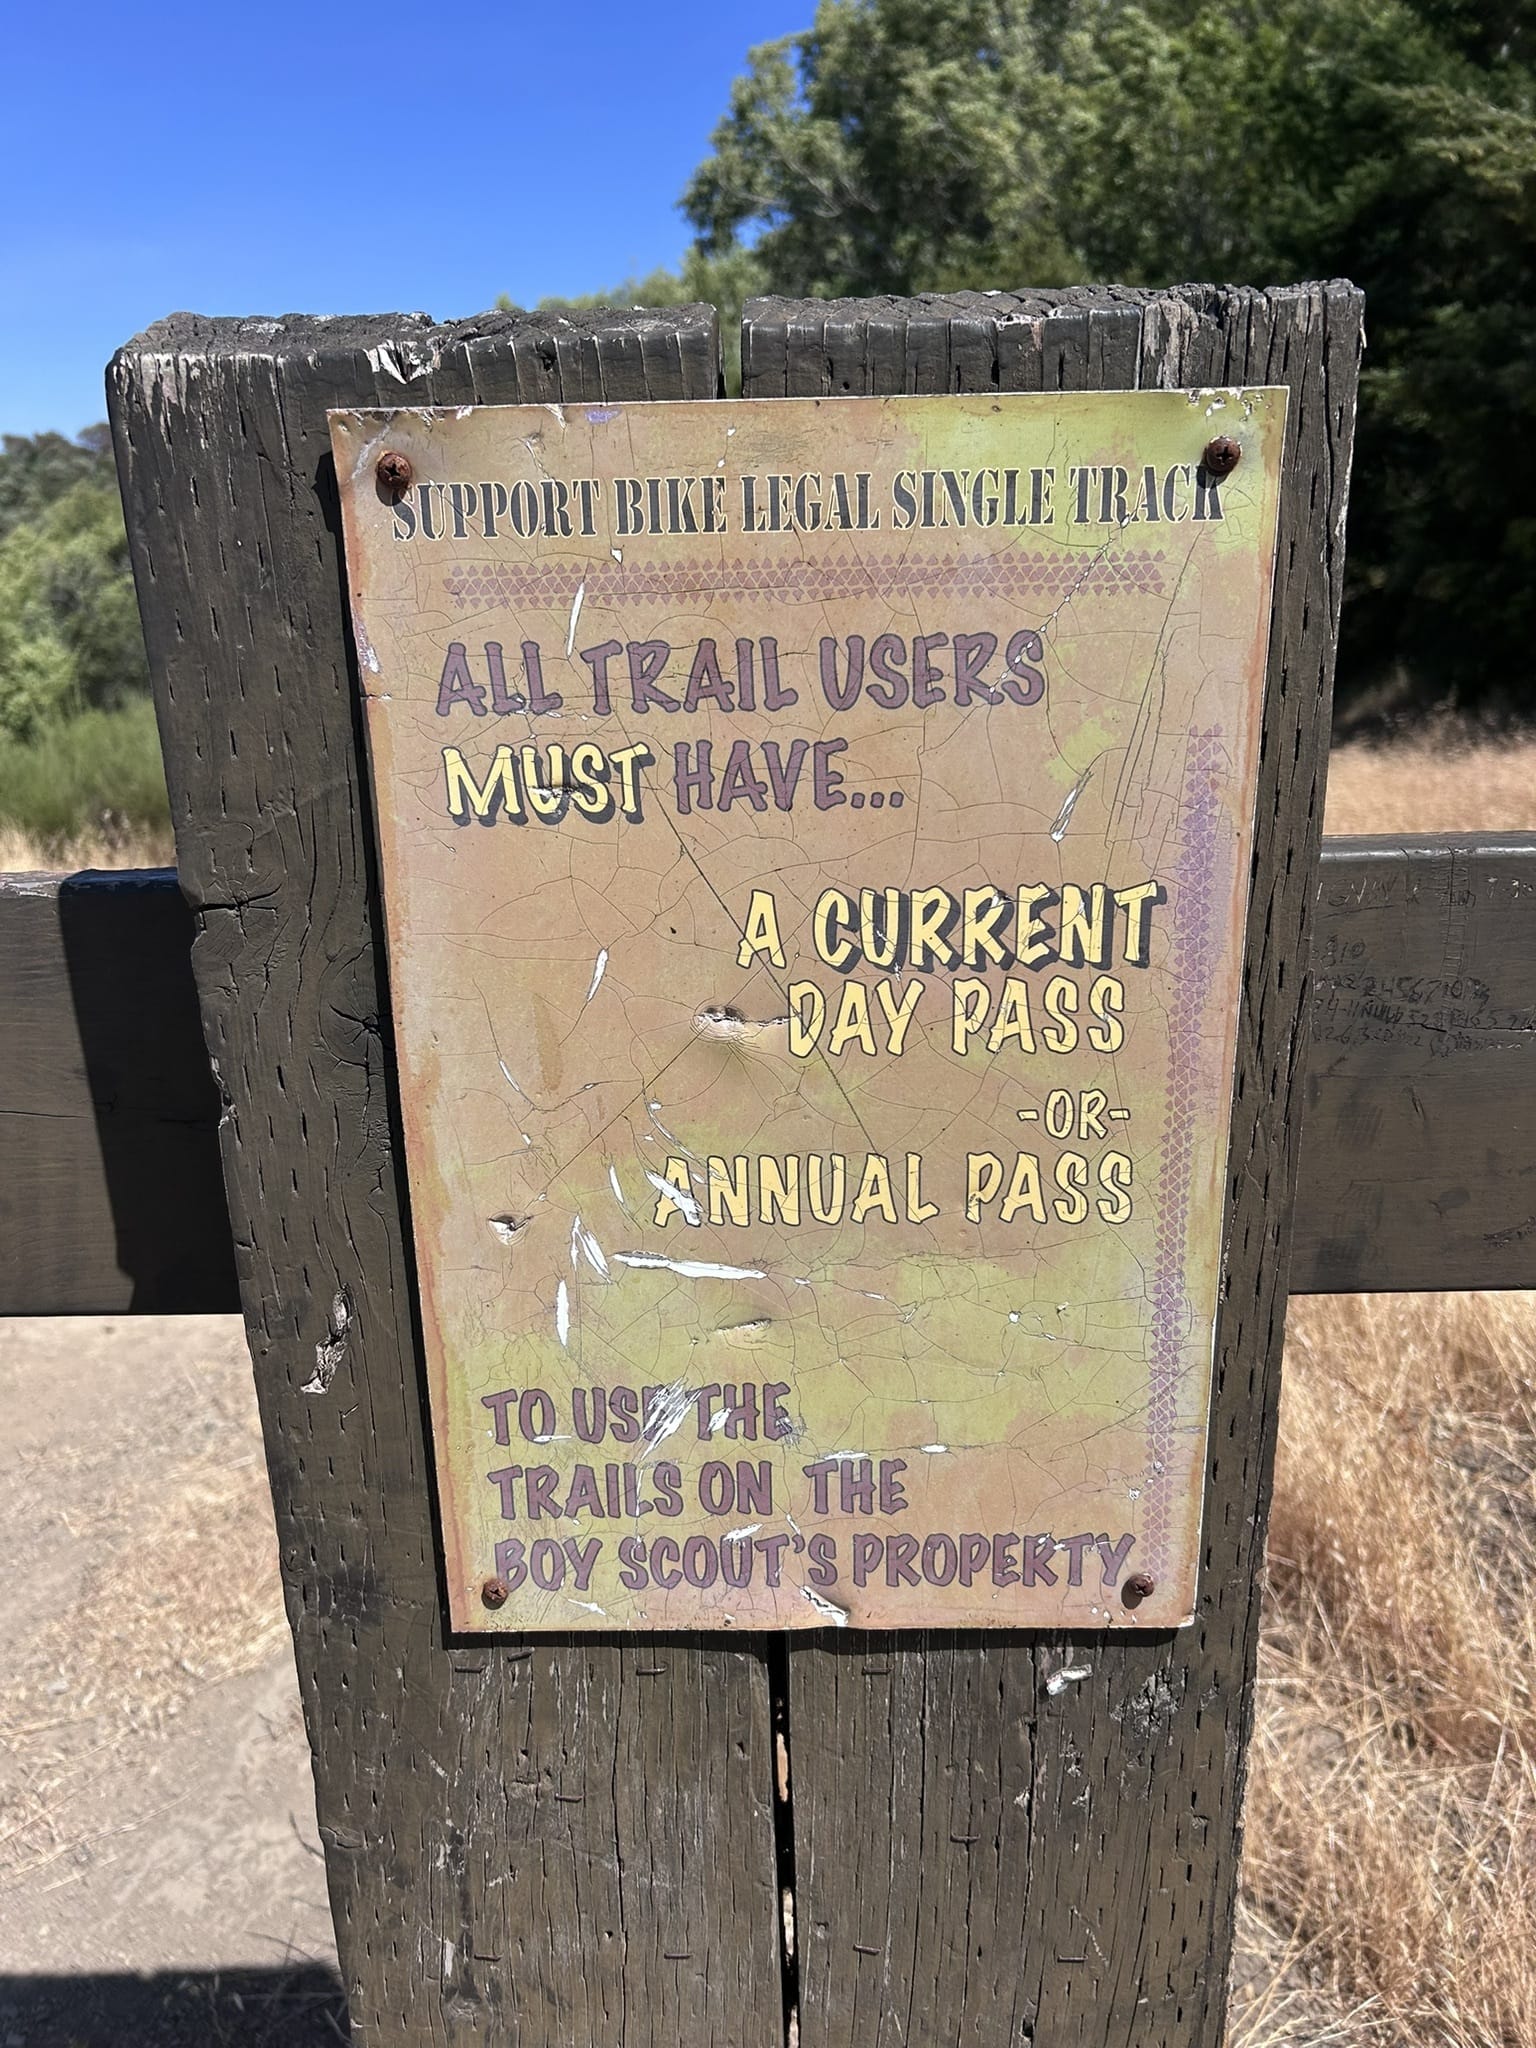 SUPPORT BIKE LEGAL SINGLE TRACK
ALL TRAIL USERS
MUST HAVE...
A CURRENT
DAY PASS
-OR-
ANNUAL PASS
TO USE THE
TRAILS ON THE
BOY SCOUT'S PROPERTY